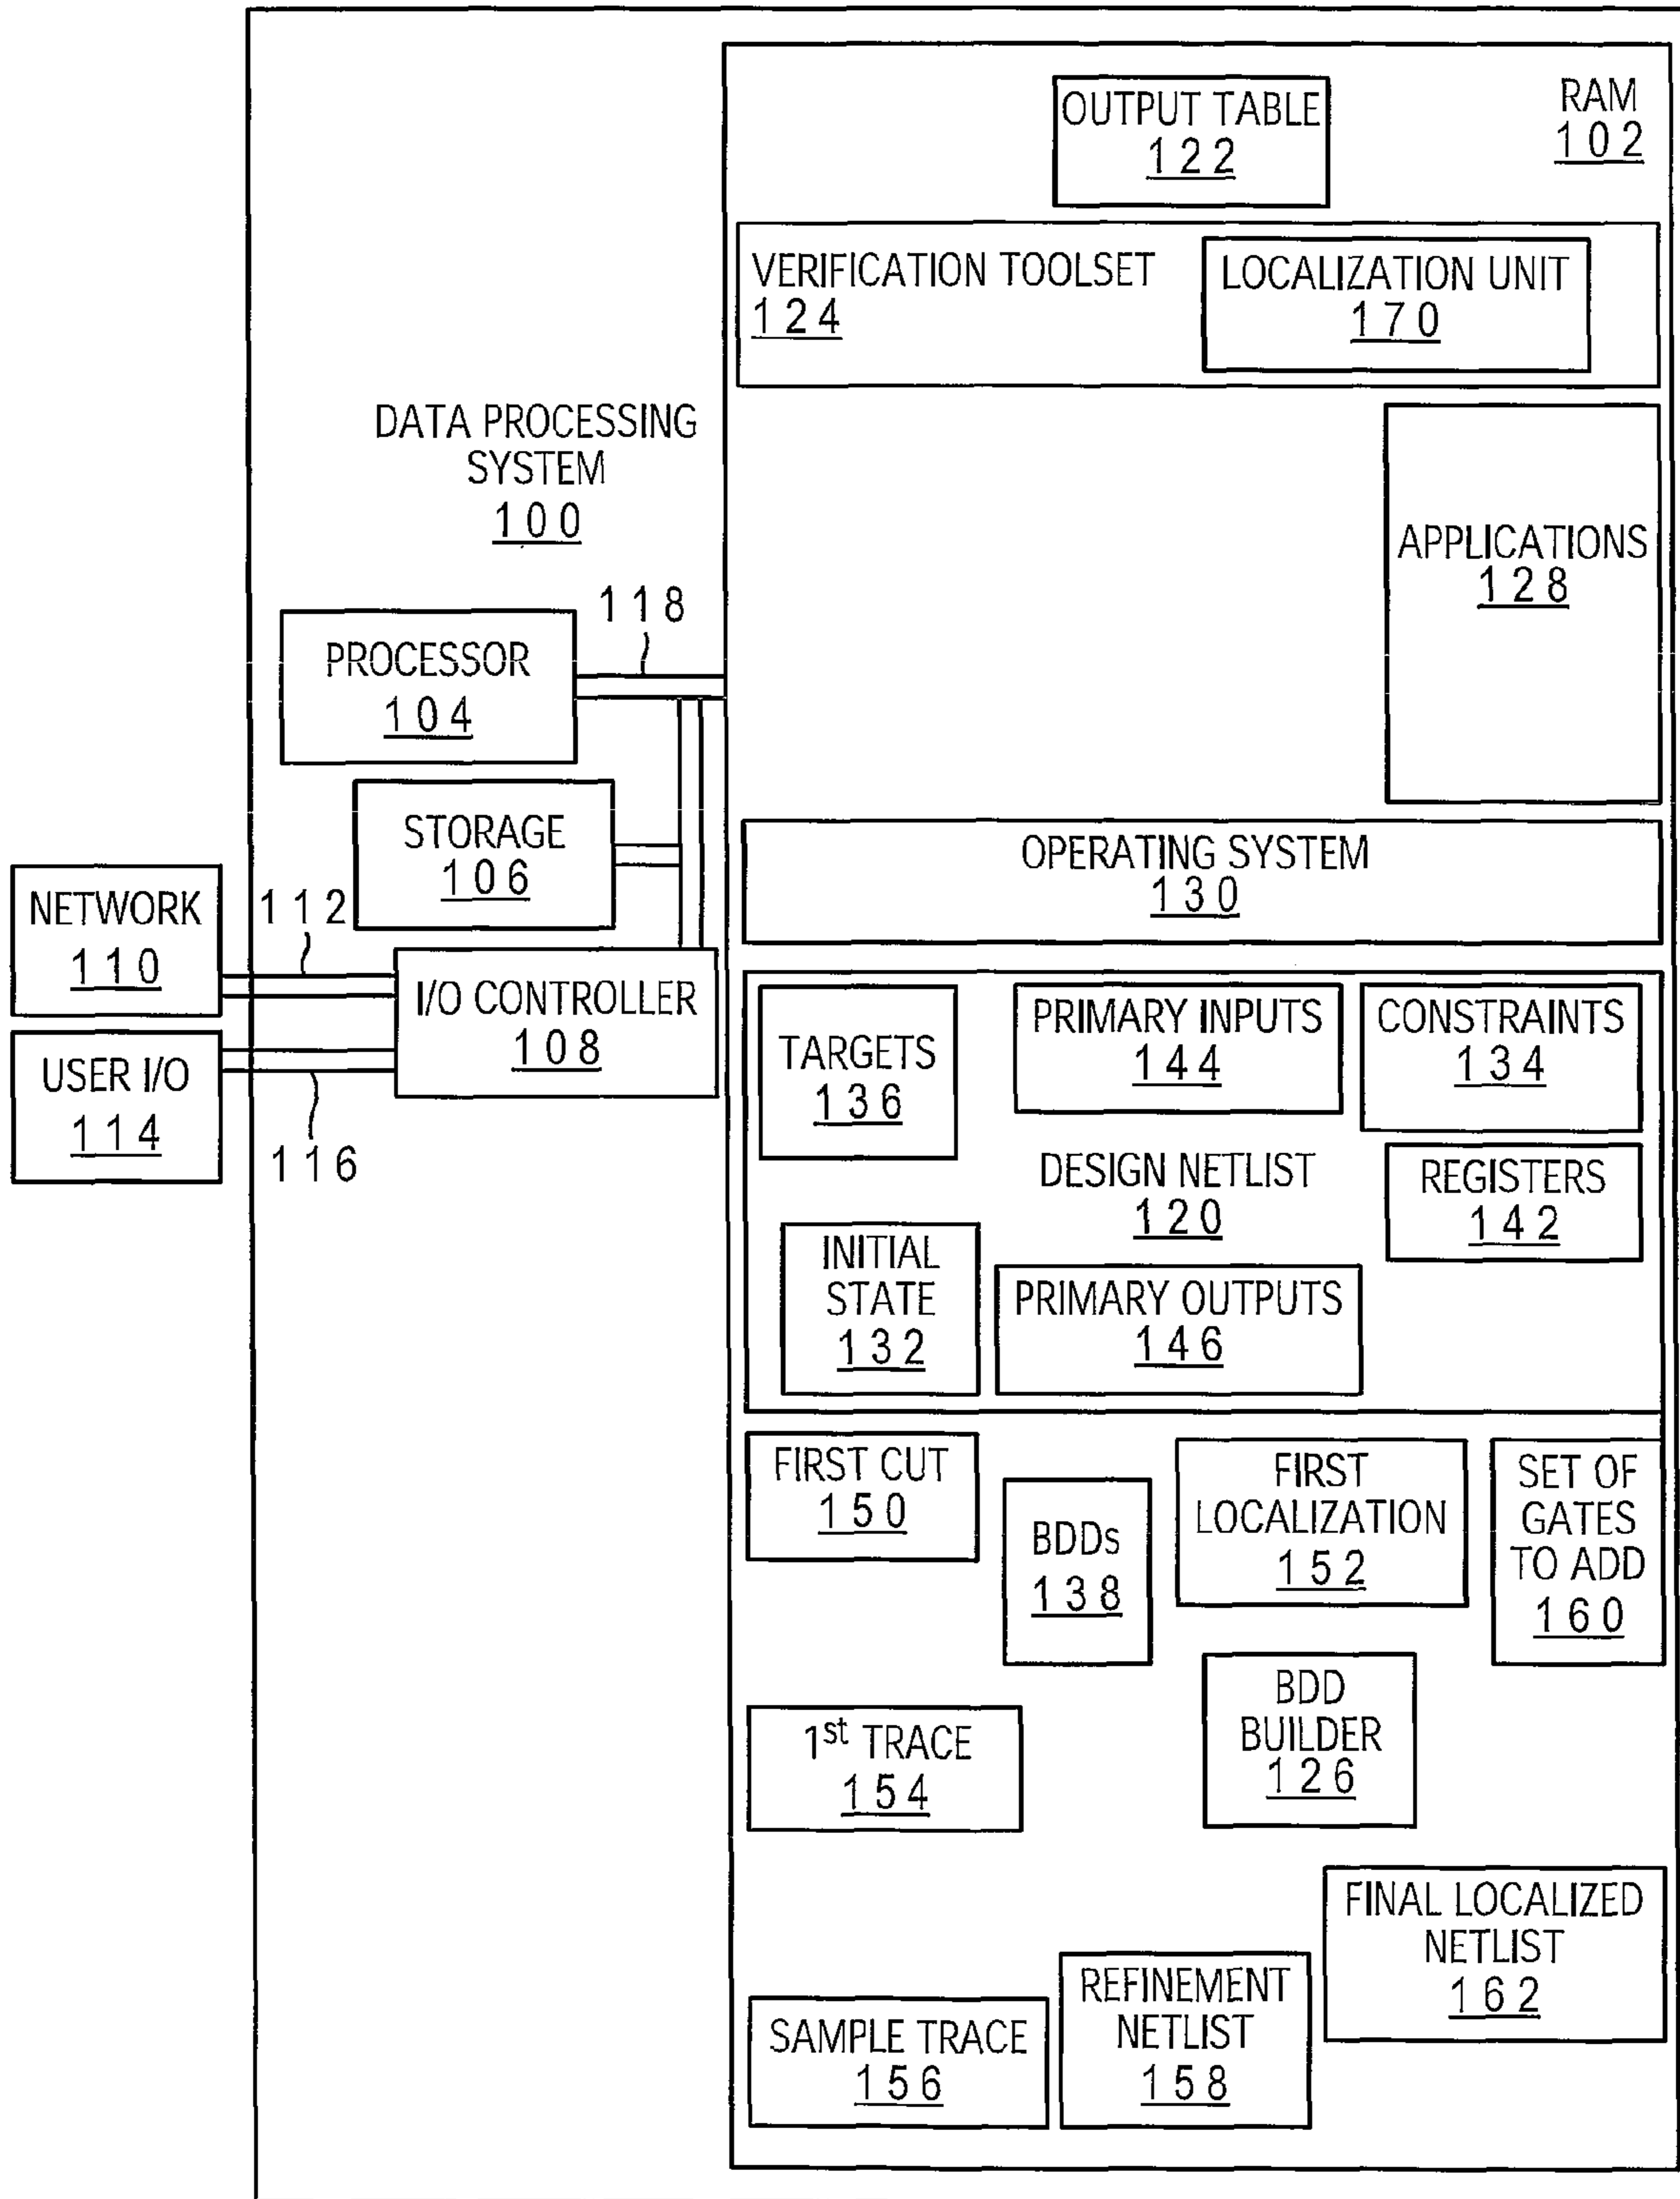 OUTPUT TABLE
122
RAM
102
VERIFICATION TOOLSET
124
LOCALIZATION UNIT
170
DATA PROCESSING
SYSTEM
100
APPLICATIONS
128
118
PROCESSOR
104
STORAGE
106
OPERATING SYSTEM
130
NETWORK
110
112
I/O CONTROLLER
108
USER I/O
114
116
TARGETS
136
PRIMARY INPUTS
144
CONSTRAINTS
134
DESIGN NETLIST
120
REGISTERS
142
INITIAL
STATE
132
PRIMARY OUTPUTS
146
FIRST CUT
150
BDDs
138
FIRST
LOCALIZATION
152
SET OF
GATES
TO ADD
160
1st TRACE
154
BDD
BUILDER
126
FINAL LOCALIZED
NETLIST
162
SAMPLE TRACE
156
REFINEMENT
NETLIST
158